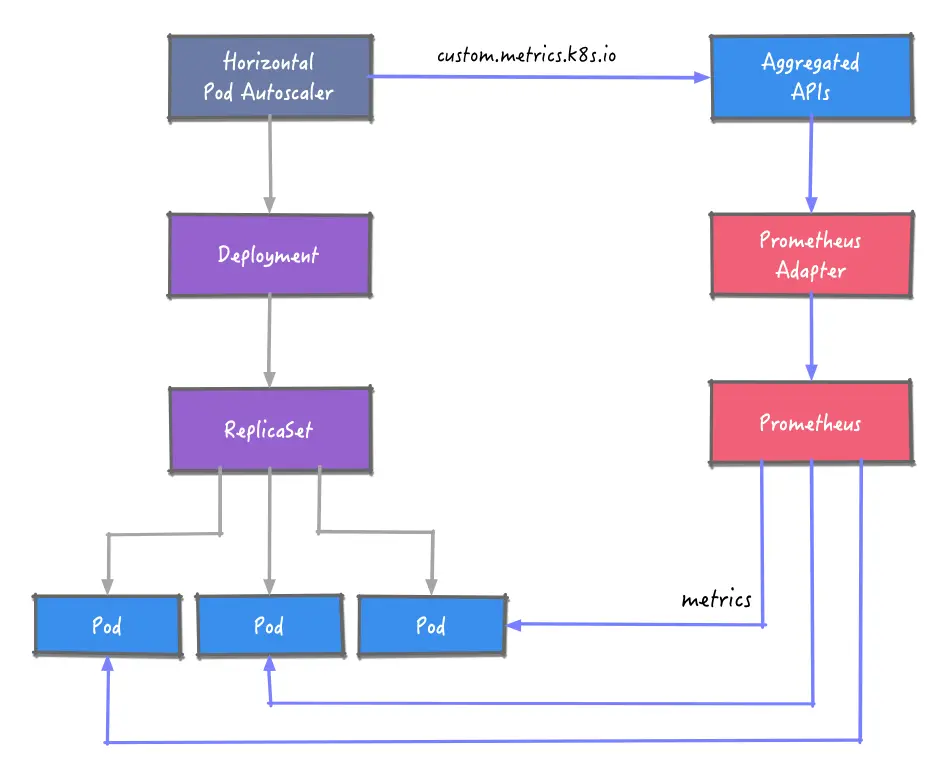 Horizontal
Pod Autoscaler
custom.metrics.k8s.io
Aggregated
APIs
Deployment
Prometheus
Adapter
ReplicaSet
Prometheus
metrics
Pod
Pod
Pod